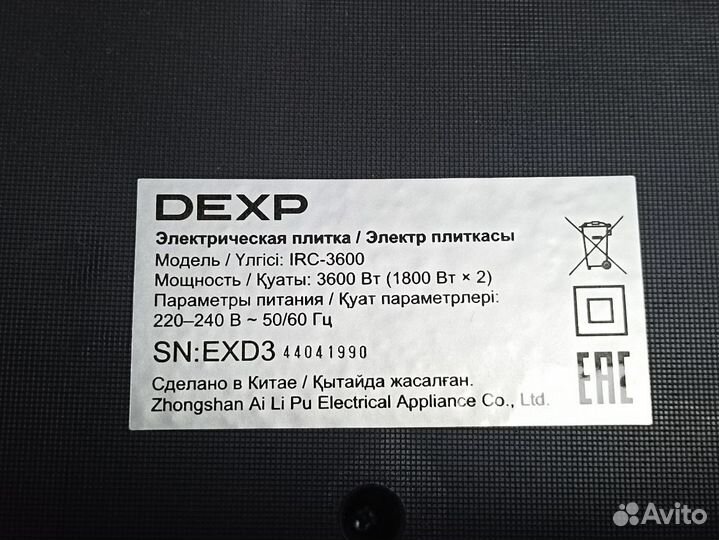 DEXP
Электрическая плитка / Электр плиткасы
Модель / Үлгісі: IRC-3600
Мощность / Қуаты: 3600 Вт (1800 Вт × 2)
Параметры питания / Қуат параметрлері:
220–240 В ~ 50/60 Гц
SN:EXD3 44041990
Сделано в Китае / Қытайда жасалған.
Zhongshan Ai Li Pu Electrical Appliance Co., Ltd.
EAC
Avito